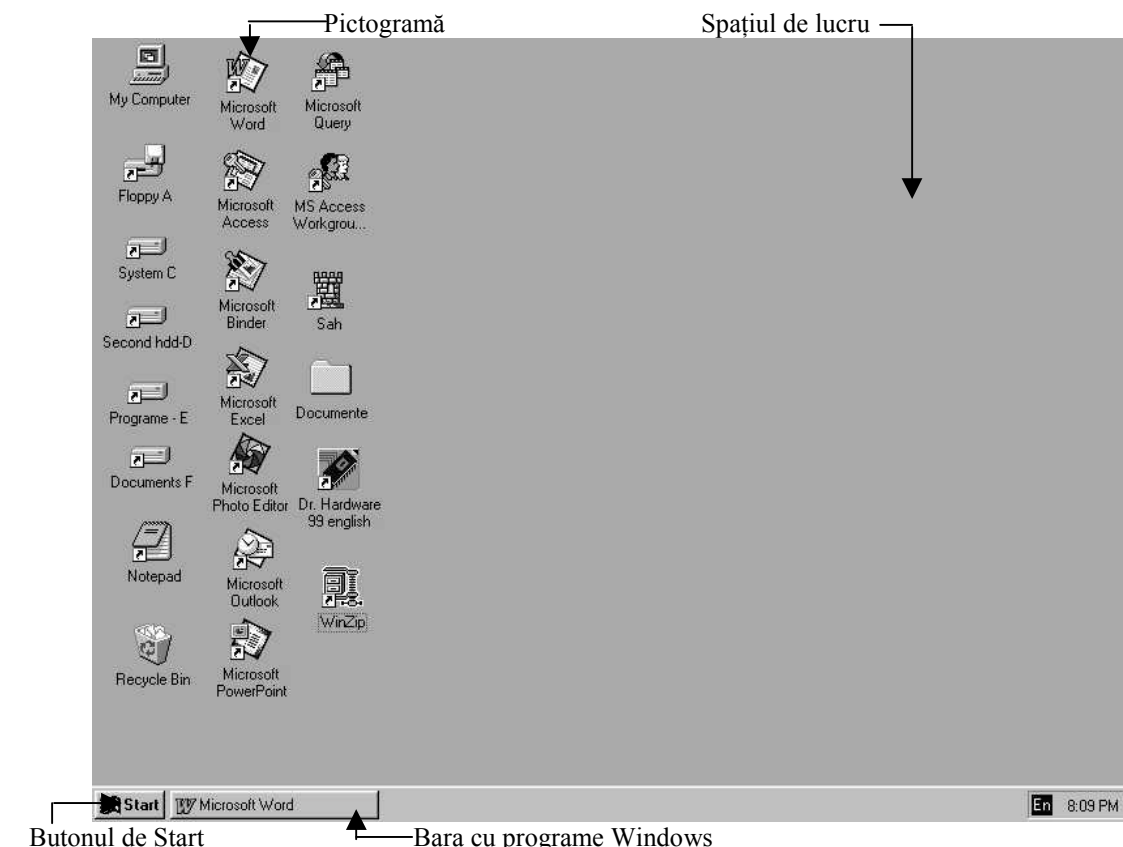 Pictogramă
Spațiul de lucru
My Computer
Microsoft
Word
Microsoft
Query
Floppy A
Microsoft
Access
MS Access
Workgrou...
System C
Microsoft
Binder
Sah
Second hdd-D
Microsoft
Excel
Documente
Programe - E
Documents F
Microsoft
Photo Editor
Dr. Hardware
99 english
Notepad
Microsoft
Outlook
WinZip
Recycle Bin
Microsoft
PowerPoint
Start
Microsoft Word
En
8:09 PM
Butonul de Start
Bara cu programe Windows